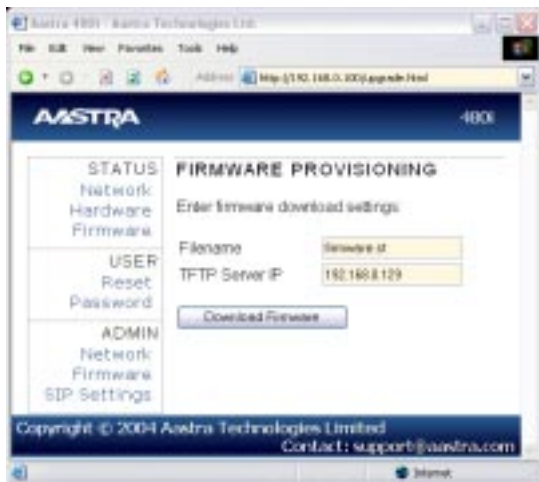 Aastra 480i - Aastra Technologies Ltd.
File Edit View Favorites Tools Help
Address http://192.168.0.100/upgrade.html
AASTRA
480i
STATUS
Network
Hardware
Firmware
USER
Reset
Password
ADMIN
Network
Firmware
SIP Settings
FIRMWARE PROVISIONING
Enter firmware download settings:
Filename firmware.st
TFTP Server IP 192.168.0.129
Download Firmware
Copyright © 2004 Aastra Technologies Limited
Contact: support@aastra.com
Internet